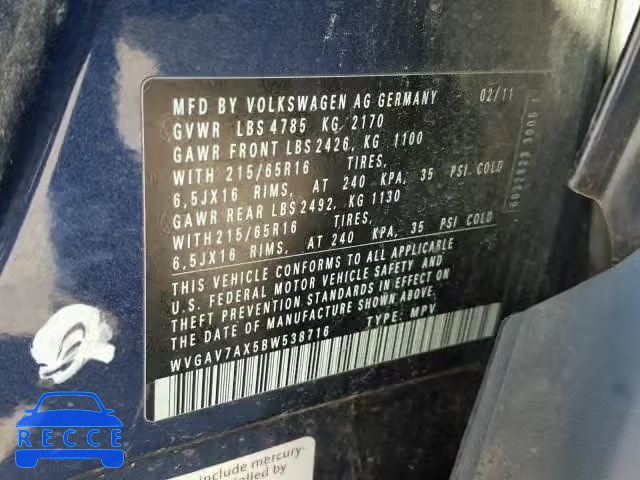 MFD BY VOLKSWAGEN AG GERMANY 02/11
GVWR LBS 4785 KG 2170
GAWR FRONT LBS 2426, KG 1100
WITH 215/65R16 TIRES,
6,5JX16 RIMS, AT 240 KPA, 35 PSI COLD
GAWR REAR LBS 2492, KG 1130
WITH 215/65R16 TIRES,
6,5JX16 RIMS, AT 240 KPA, 35 PSI COLD
THIS VEHICLE CONFORMS TO ALL APPLICABLE
U.S. FEDERAL MOTOR VEHICLE SAFETY AND
THEFT PREVENTION STANDARDS IN EFFECT ON
THE DATE OF MANUFACTURE SHOWN ABOVE.
WVGAV7AX5BW538716 TYPE: MPV.
RECCE
include mercury-